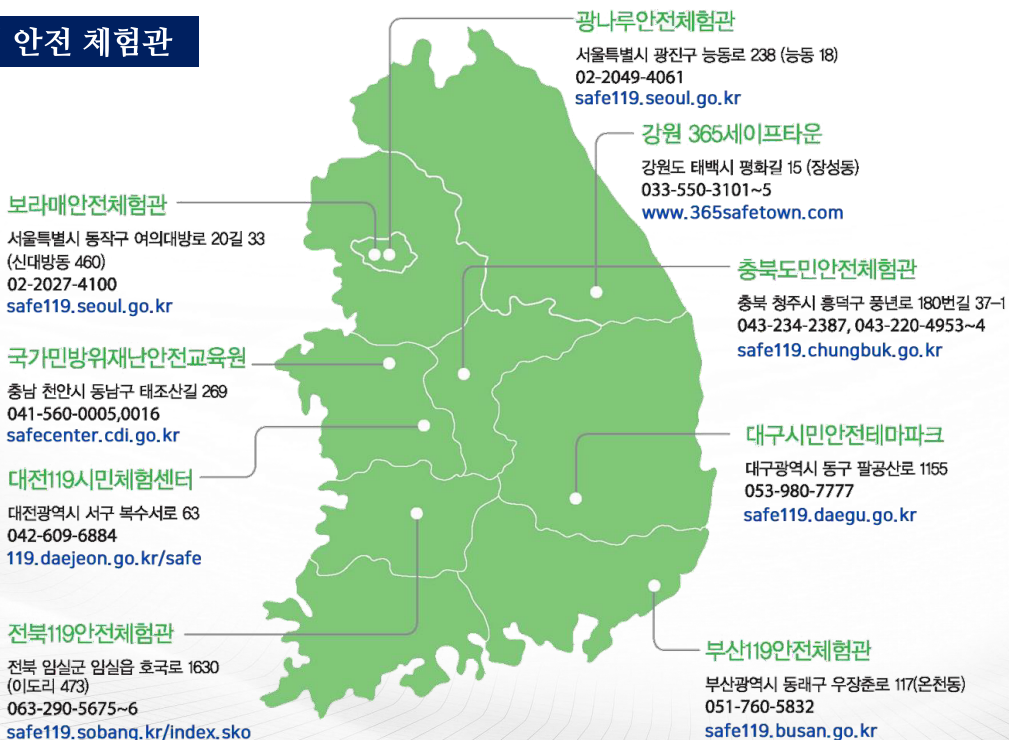 안전 체험관
광나루안전체험관
서울특별시 광진구 능동로 238 (능동 18)
02-2049-4061
safe119.seoul.go.kr
강원 365세이프타운
강원도 태백시 평화길 15 (장성동)
033-550-3101~5
www.365safetown.com
보라매안전체험관
서울특별시 동작구 여의대방로 20길 33
(신대방동 460)
02-2027-4100
safe119.seoul.go.kr
충북도민안전체험관
충북 청주시 흥덕구 풍년로 180번길 37-1
043-234-2387, 043-220-4953~4
safe119.chungbuk.go.kr
국가민방위재난안전교육원
충남 천안시 동남구 태조산길 269
041-560-0005,0016
safecenter.cdi.go.kr
대구시민안전테마파크
대구광역시 동구 팔공산로 1155
053-980-7777
safe119.daegu.go.kr
대전119시민체험센터
대전광역시 서구 복수서로 63
042-609-6884
119.daejeon.go.kr/safe
전북119안전체험관
전북 임실군 임실읍 호국로 1630
(이도리 473)
063-290-5675~6
safe119.sobang.kr/index.sko
부산119안전체험관
부산광역시 동래구 우장춘로 117(온천동)
051-760-5832
safe119.busan.go.kr